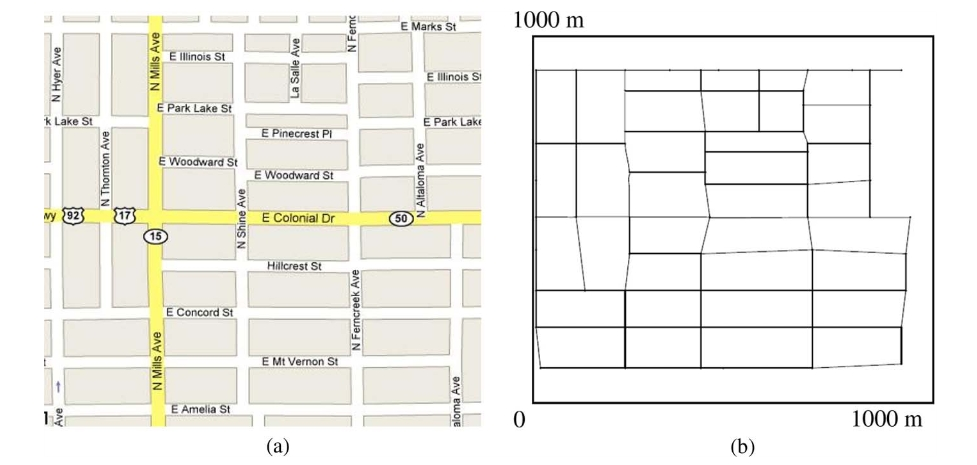 1000 m
E Marks St
N Fernc
N Mills Ave
E Illinois St
La Salle Ave
N Hyer Ave
E Illinois St
E Park Lake St
rk Lake St
E Park Lake
E Pinecrest Pl
N Thornton Ave
E Woodward St
E Woodward St
N Altaloma Ave
wy 92 17
E Colonial Dr
50
N Shine Ave
15
Hillcrest St
N Ferncreek Ave
E Concord St
N Mills Ave
E Mt Vernon St
t
aloma Ave
E Amelia St
1
Ave
0
1000 m
(a)
(b)